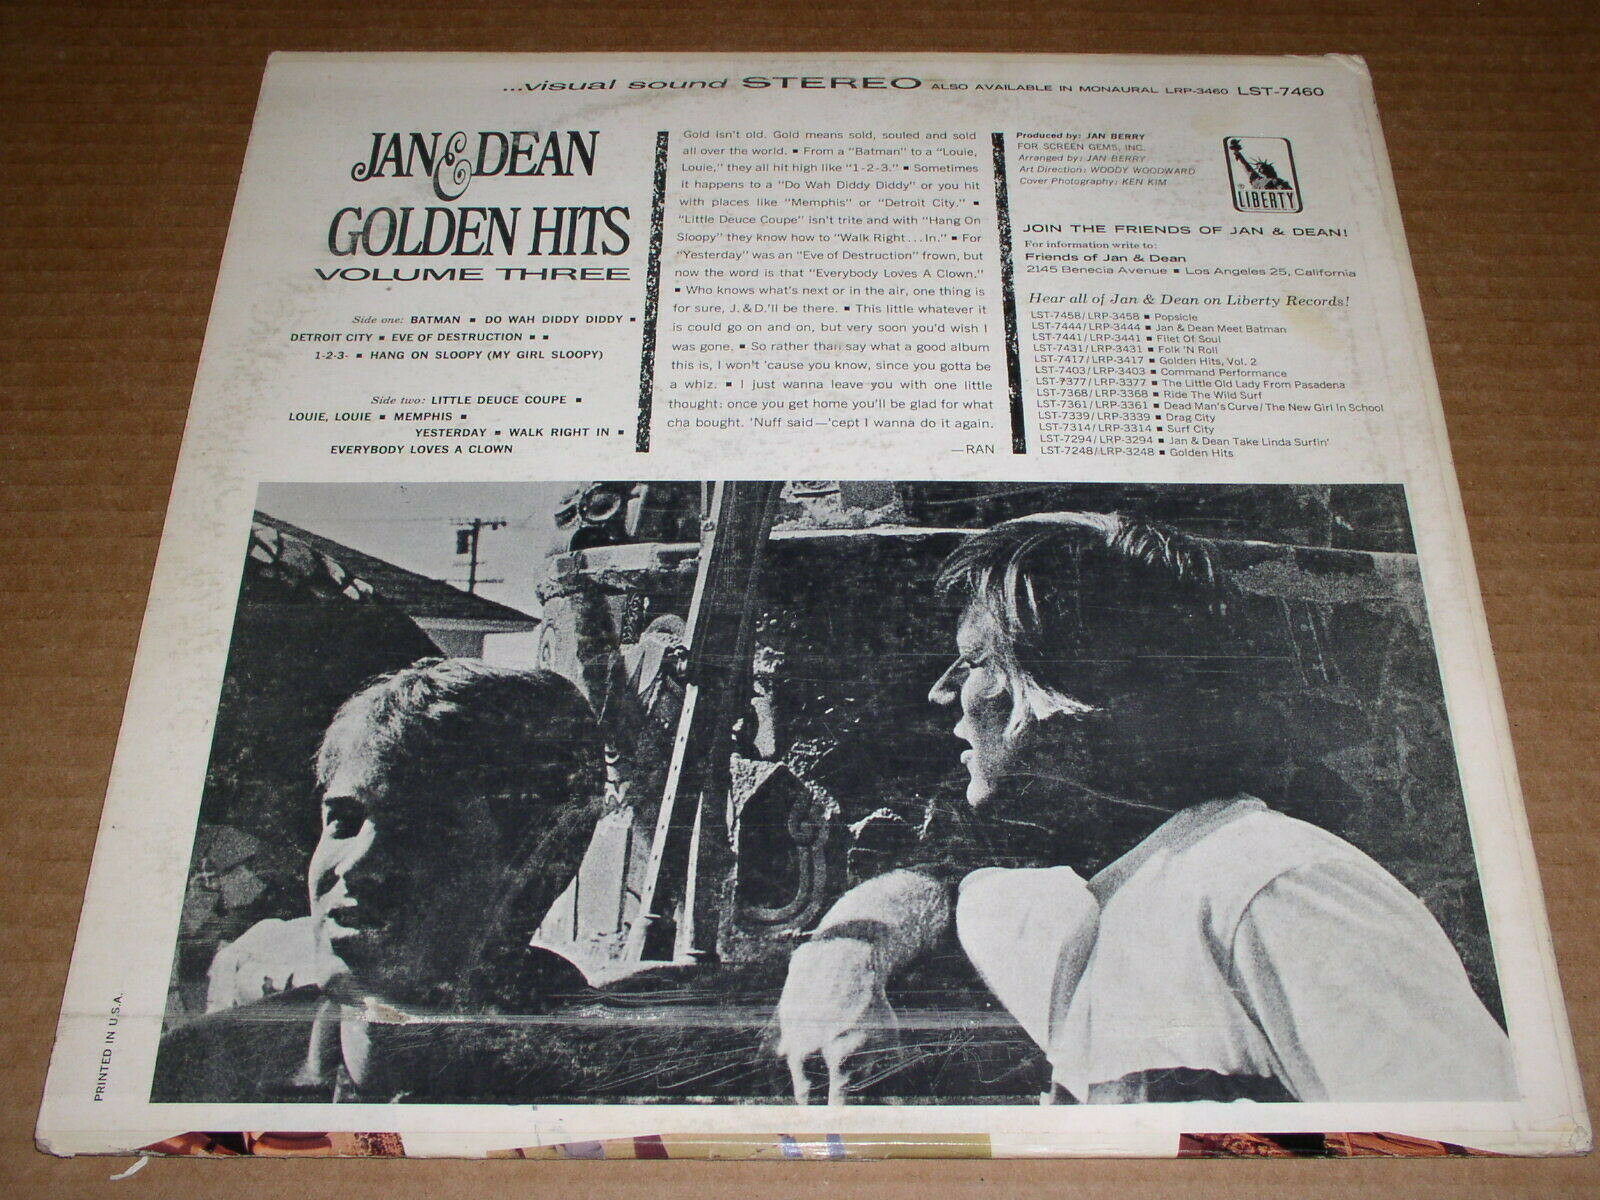 ...visual sound STEREO ALSO AVAILABLE IN MONAURAL LRP-3460 LST-7460
JAN & DEAN
GOLDEN HITS
VOLUME THREE
Side one: BATMAN ▪ DO WAH DIDDY DIDDY ▪
DETROIT CITY ▪ EVE OF DESTRUCTION ▪ ▪
1-2-3- ▪ HANG ON SLOOPY (MY GIRL SLOOPY)
Side two: LITTLE DEUCE COUPE ▪
LOUIE, LOUIE ▪ MEMPHIS ▪
YESTERDAY ▪ WALK RIGHT IN ▪
EVERYBODY LOVES A CLOWN
Gold isn't old. Gold means sold, souled and sold
all over the world. ▪ From a "Batman" to a "Louie,
Louie," they all hit high like "1-2-3." ▪ Sometimes
it happens to a "Do Wah Diddy Diddy" or you hit
with places like "Memphis" or "Detroit City." ▪
"Little Deuce Coupe" isn't trite and with "Hang On
Sloopy" they know how to "Walk Right...In." ▪ For
"Yesterday" was an "Eve of Destruction" frown, but
now the word is that "Everybody Loves A Clown."
▪ Who knows what's next or in the air, one thing is
for sure, J.&D.'ll be there. ▪ This little whatever it
is could go on and on, but very soon you'd wish I
was gone. ▪ So rather than say what a good album
this is, I won't 'cause you know, since you gotta be
a whiz. ▪ I just wanna leave you with one little
thought: once you get home you'll be glad for what
cha bought. 'Nuff said—'cept I wanna do it again.
—RAN
Produced by: JAN BERRY
FOR SCREEN GEMS, INC.
Arranged by: JAN BERRY
Art Direction: WOODY WOODWARD
Cover Photography: KEN KIM
LIBERTY
JOIN THE FRIENDS OF JAN & DEAN!
For information write to:
Friends of Jan & Dean
2145 Benecia Avenue ▪ Los Angeles 25, California
Hear all of Jan & Dean on Liberty Records!
LST-7458/LRP-3458 ▪ Popsicle
LST-7444/LRP-3444 ▪ Jan & Dean Meet Batman
LST-7441/LRP-3441 ▪ Filet Of Soul
LST-7431/LRP-3431 ▪ Folk 'N Roll
LST-7417/LRP-3417 ▪ Golden Hits, Vol. 2
LST-7403/LRP-3403 ▪ Command Performance
LST-7377/LRP-3377 ▪ The Little Old Lady From Pasadena
LST-7368/LRP-3368 ▪ Ride The Wild Surf
LST-7361/LRP-3361 ▪ Dead Man's Curve/The New Girl In School
LST-7339/LRP-3339 ▪ Drag City
LST-7314/LRP-3314 ▪ Surf City
LST-7294/LRP-3294 ▪ Jan & Dean Take Linda Surfin'
LST-7248/LRP-3248 ▪ Golden Hits
PRINTED IN U.S.A.